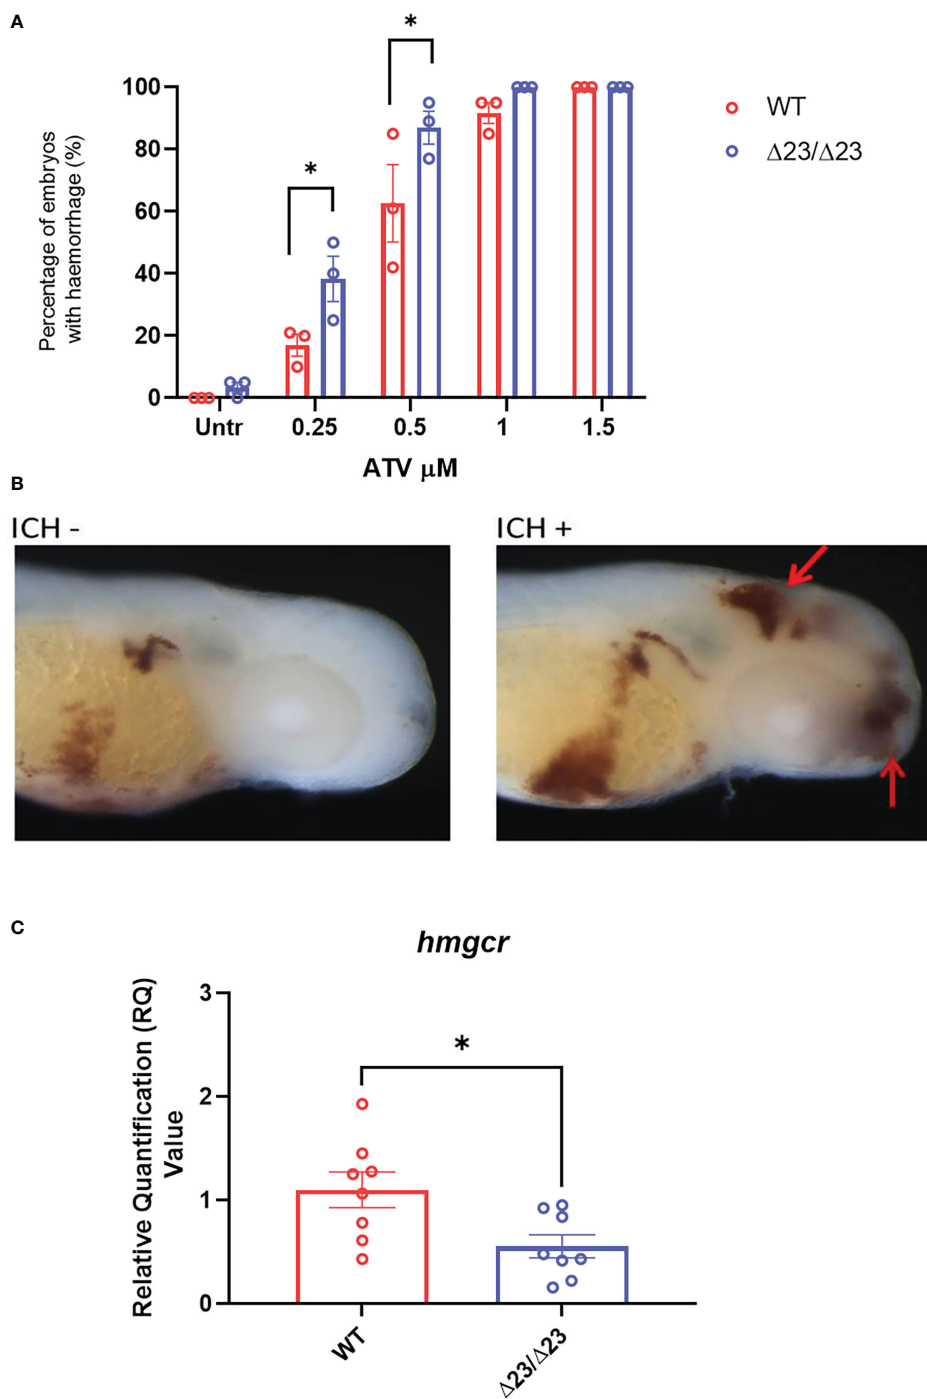 A
*
*
100
80
60
40
20
0
Percentage of embryos
with haemorrhage (%)
WT
Δ23/Δ23
Untr
0.25
0.5
1
1.5
ATV μM
B
ICH -
ICH +
C
hmgcr
*
Relative Quantification (RQ)
Value
3
2
1
0
WT
Δ23/Δ23